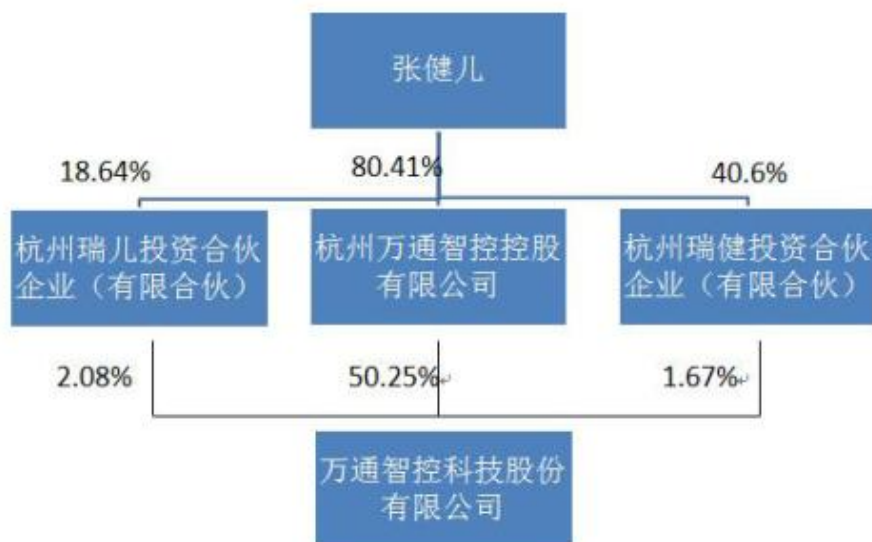 张健儿
18.64%
80.41%
40.6%
杭州瑞儿投资合伙
企业（有限合伙）
杭州万通智控控股
有限公司
杭州瑞健投资合伙
企业（有限合伙）
2.08%
50.25%
1.67%
万通智控科技股份
有限公司